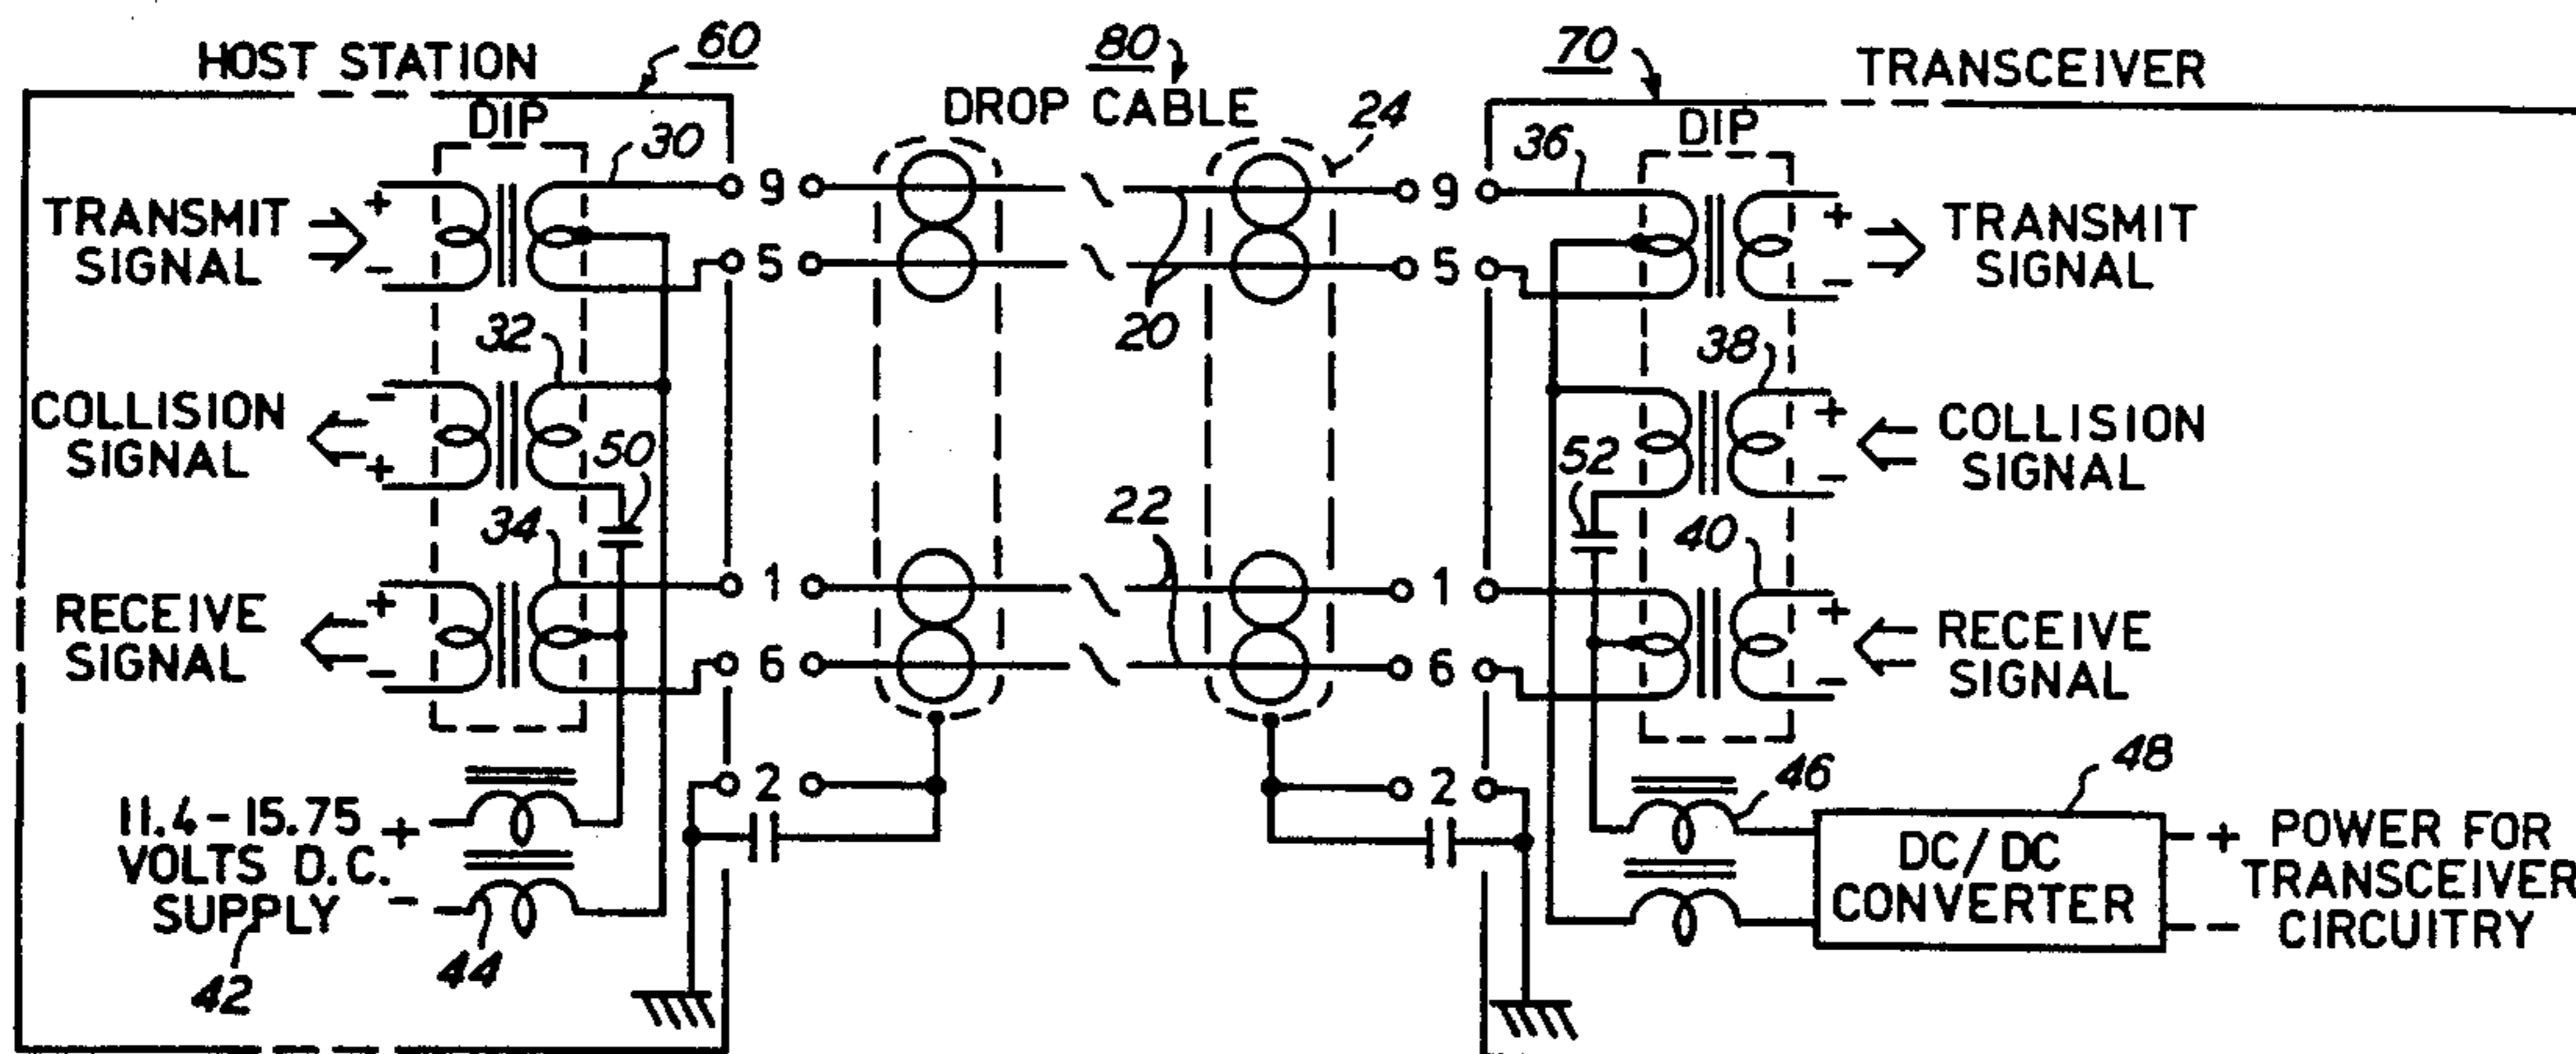 HOST STATION
60
80
DROP CABLE
70
TRANSCEIVER
DIP
30
24
36
DIP
TRANSMIT
SIGNAL
+
-
9
9
5
5
20
+
-
TRANSMIT
SIGNAL
32
38
COLLISION
SIGNAL
-
+
50
52
+
-
COLLISION
SIGNAL
34
22
40
RECEIVE
SIGNAL
+
-
1
1
6
6
+
-
RECEIVE
SIGNAL
2
2
46
48
11.4-15.75
VOLTS D.C.
SUPPLY
+
-
42
44
DC/DC
CONVERTER
+
-
POWER FOR
TRANSCEIVER
CIRCUITRY